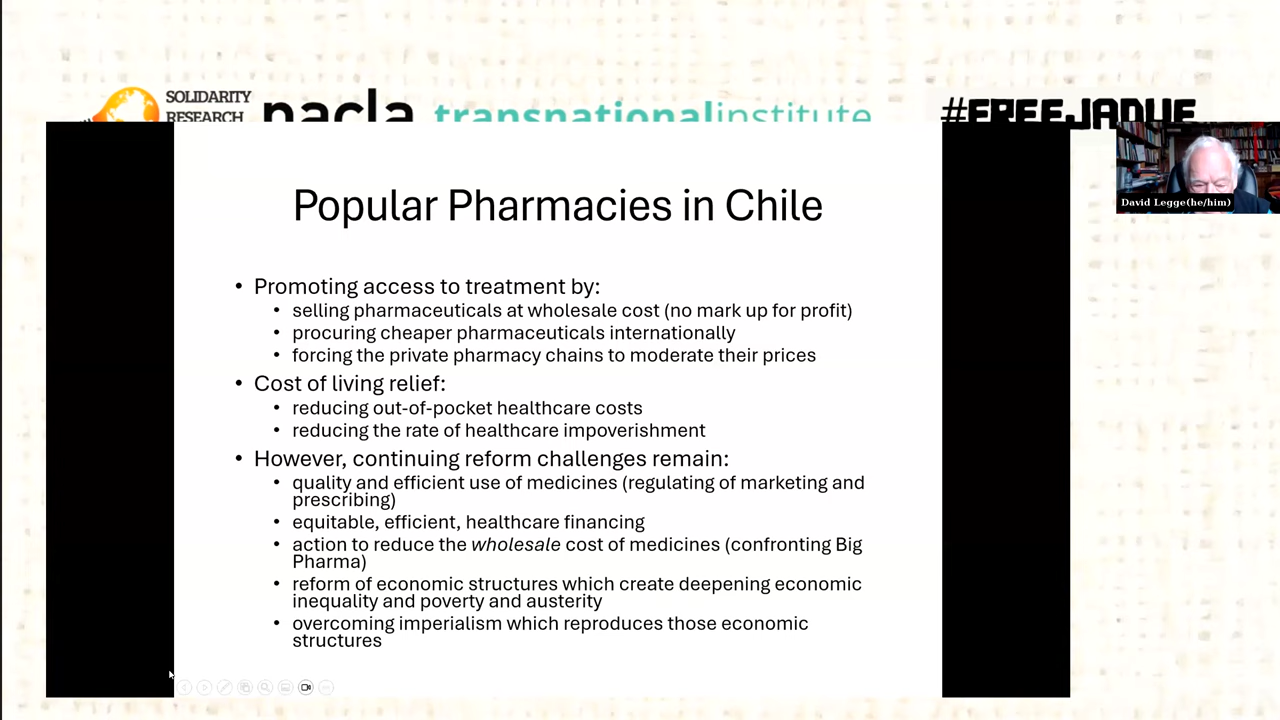 SOLIDARITY
RESEARCH
nacla
transnationalinstitute
#FREEJADUE
David Legge(he/him)
Popular Pharmacies in Chile
• Promoting access to treatment by:
• selling pharmaceuticals at wholesale cost (no mark up for profit)
• procuring cheaper pharmaceuticals internationally
• forcing the private pharmacy chains to moderate their prices
• Cost of living relief:
• reducing out-of-pocket healthcare costs
• reducing the rate of healthcare impoverishment
• However, continuing reform challenges remain:
• quality and efficient use of medicines (regulating of marketing and
prescribing)
• equitable, efficient, healthcare financing
• action to reduce the wholesale cost of medicines (confronting Big
Pharma)
• reform of economic structures which create deepening economic
inequality and poverty and austerity
• overcoming imperialism which reproduces those economic
structures